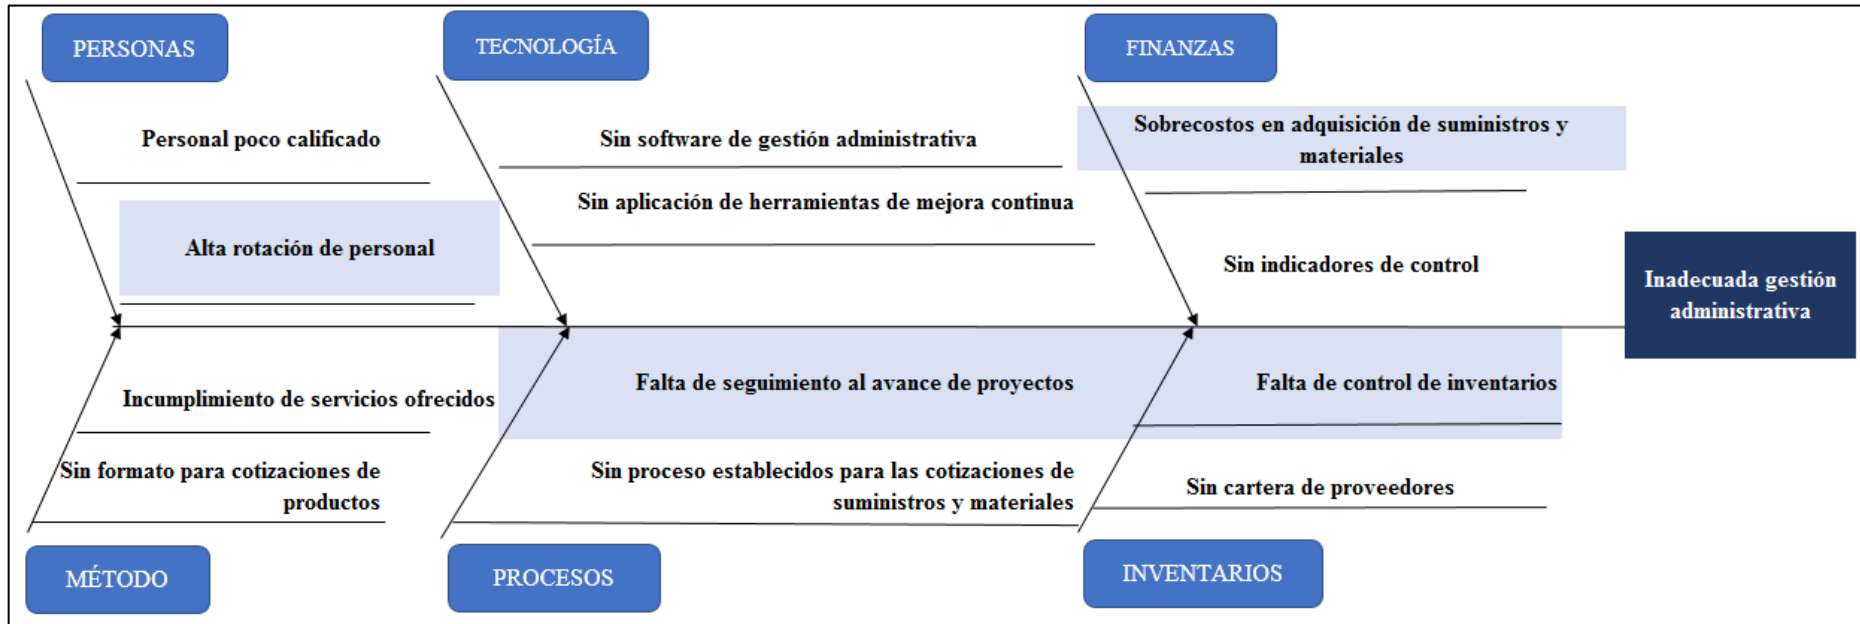 PERSONAS
TECNOLOGÍA
FINANZAS
Personal poco calificado
Alta rotación de personal
Sin software de gestión administrativa
Sin aplicación de herramientas de mejora continua
Sobrecostos en adquisición de suministros y
materiales
Sin indicadores de control
Inadecuada gestión
administrativa
Incumplimiento de servicios ofrecidos
Sin formato para cotizaciones de
productos
Falta de seguimiento al avance de proyectos
Sin proceso establecidos para las cotizaciones de
suministros y materiales
Falta de control de inventarios
Sin cartera de proveedores
MÉTODO
PROCESOS
INVENTARIOS